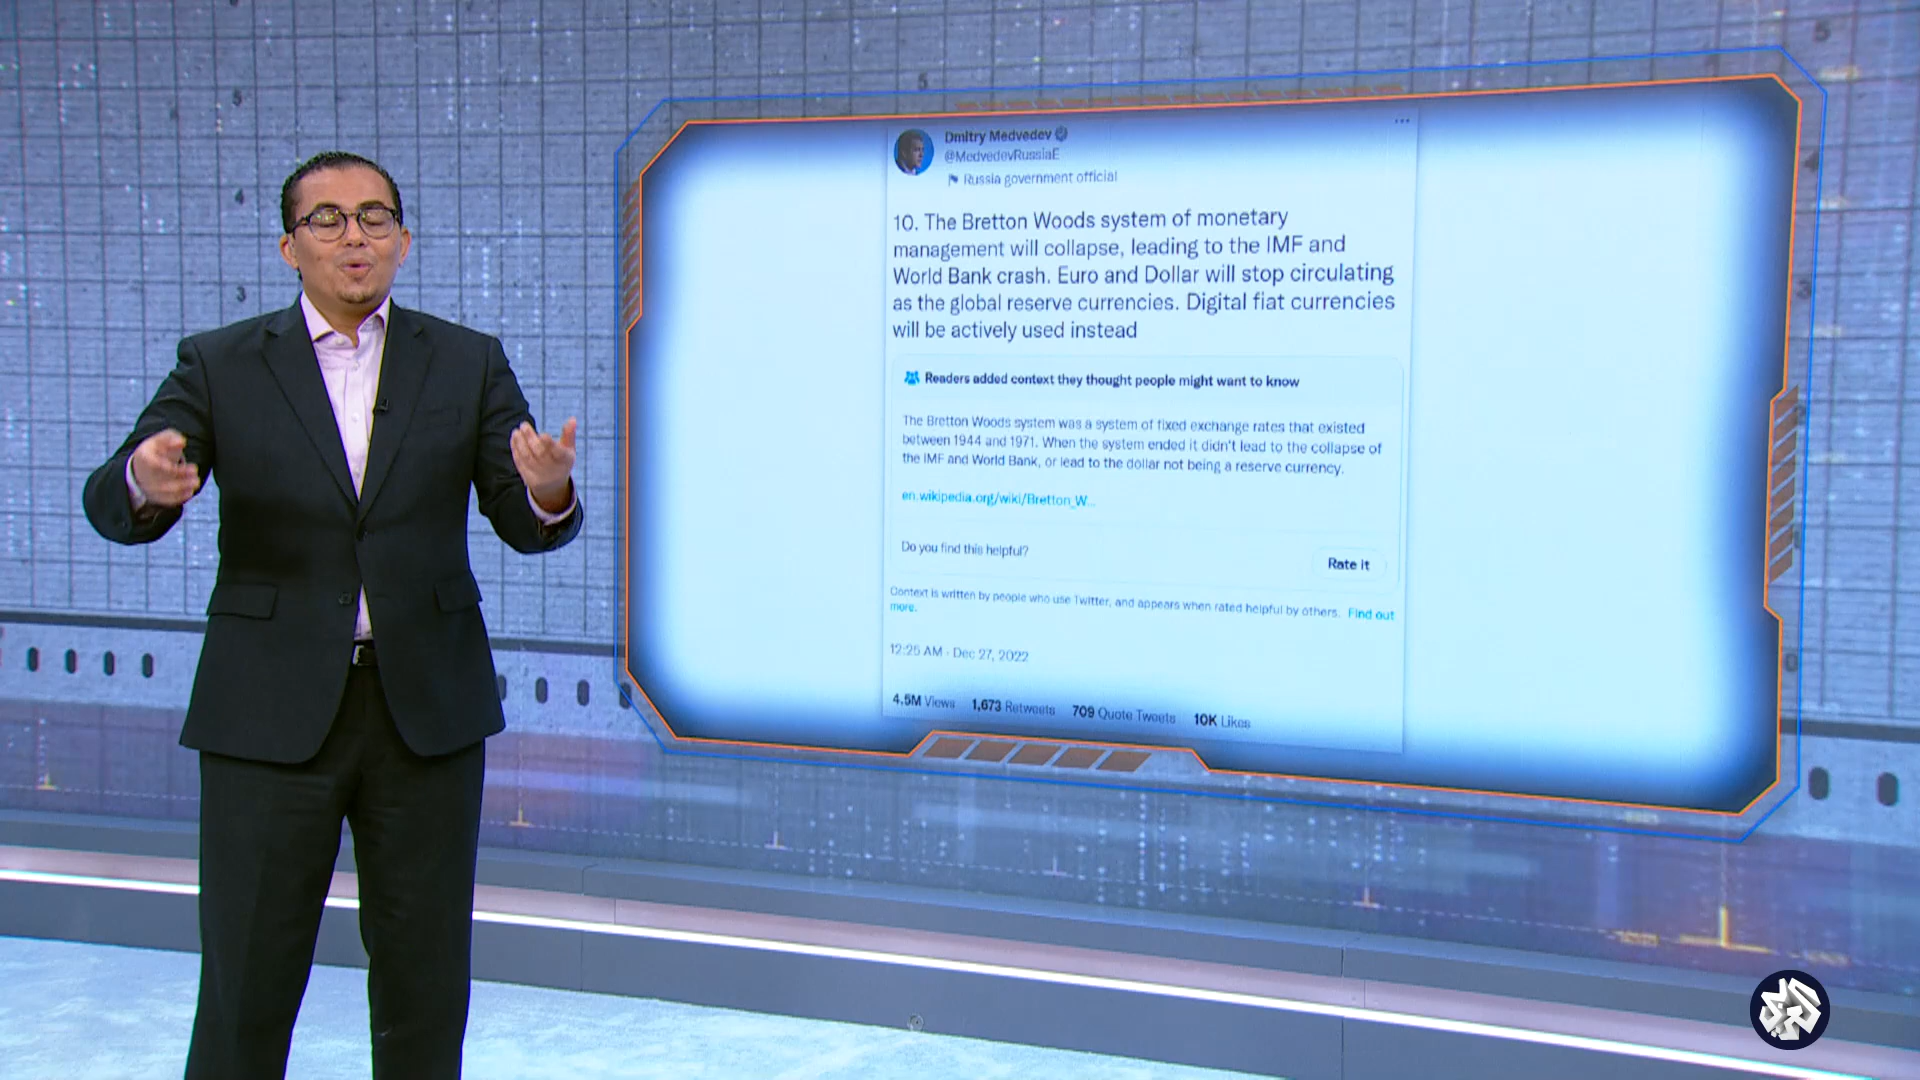 Dmitry Medvedev
@MedvedevRussiaE
Russia government official
10. The Bretton Woods system of monetary
management will collapse, leading to the IMF and
World Bank crash. Euro and Dollar will stop circulating
as the global reserve currencies. Digital fiat currencies
will be actively used instead
Readers added context they thought people might want to know
The Bretton Woods system was a system of fixed exchange rates that existed
between 1944 and 1971. When the system ended it didn't lead to the collapse of
the IMF and World Bank, or lead to the dollar not being a reserve currency.
en.wikipedia.org/wiki/Bretton_W...
Do you find this helpful?
Rate it
Context is written by people who use Twitter, and appears when rated helpful by others. Find out
more.
12:25 AM · Dec 27, 2022
4.5M Views 1,673 Retweets 709 Quote Tweets 10K Likes
5
5
5
4
3